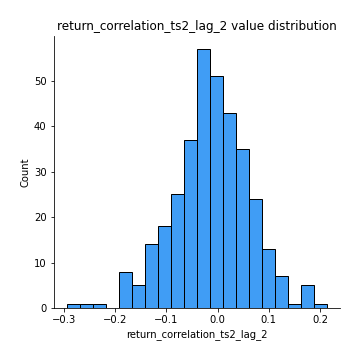 return_correlation_ts2_lag_2 value distribution
Count
50
40
30
20
10
0
−0.3 −0.2 −0.1 0.0 0.1 0.2
return_correlation_ts2_lag_2